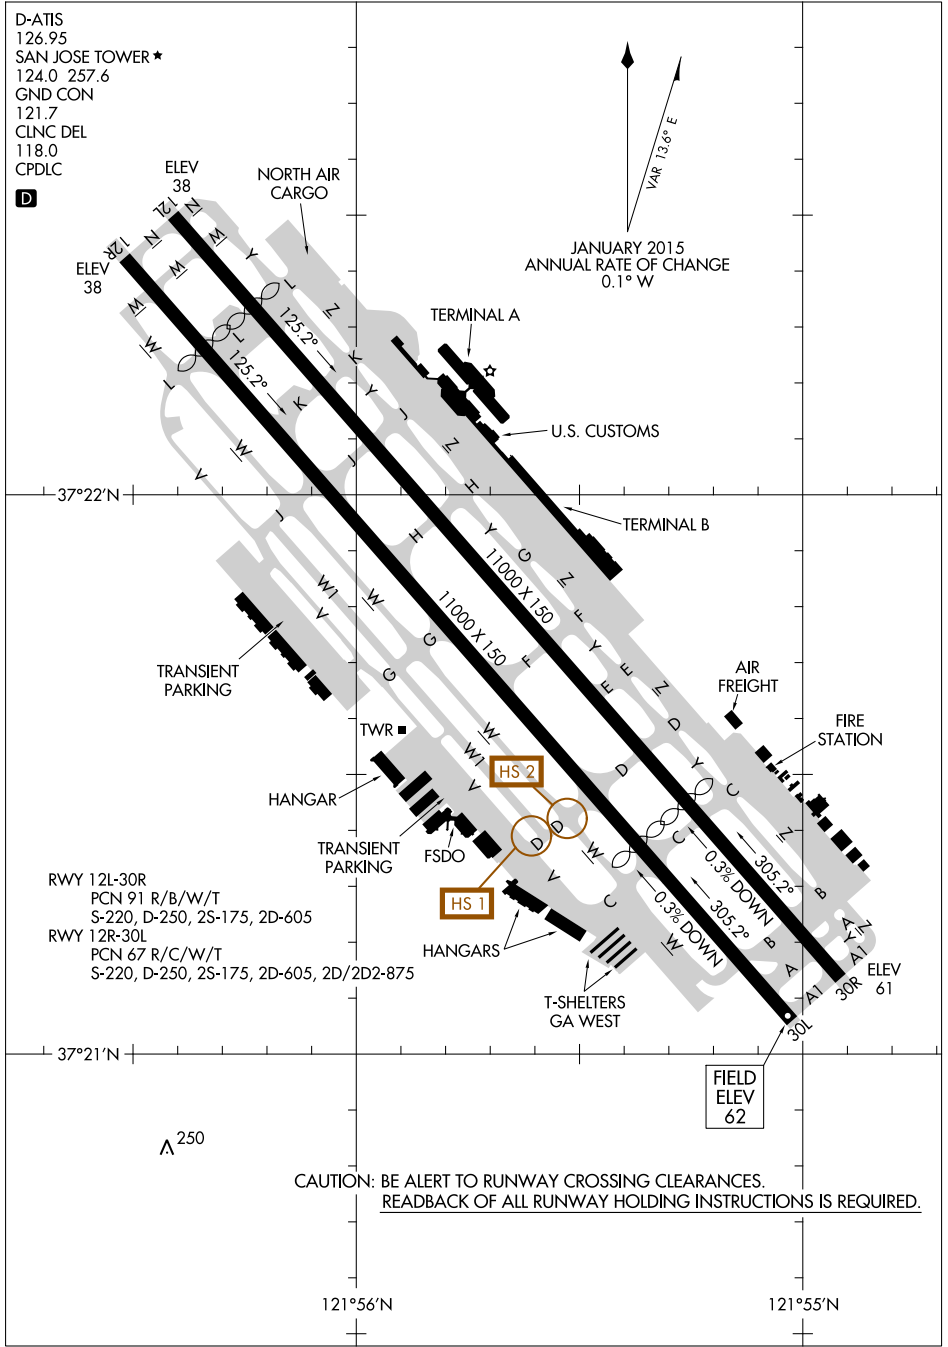 D-ATIS
126.95
SAN JOSE TOWER★
124.0 257.6
GND CON
121.7
CLNC DEL
118.0
CPDLC
D
VAR 13.6° E
JANUARY 2015
ANNUAL RATE OF CHANGE
0.1° W
ELEV
38
NORTH AIR
CARGO
12L
N
12R
N
W
Y
ELEV
38
W
W
L
Z
W
L
L
125.2°
125.2°
K
Y
K
J
TERMINAL A
U.S. CUSTOMS
W
J
Z
V
H
37°22'N
J
H
Y
G
Z
TERMINAL B
W1
W
V
11000 X 150
11000 X 150
F
G
F
Y
E
E
Z
G
D
TRANSIENT
PARKING
AIR
FREIGHT
FIRE
STATION
TWR
W
W1
V
HS 2
D
Y
C
Z
HANGAR
TRANSIENT
PARKING
FSDO
D
D
W
V
C
C
HS 1
0.3% DOWN
305.2°
0.3% DOWN
305.2°
B
B
A
Z
Y
A1
W
A
A1
30R
30L
ELEV
61
RWY 12L-30R
PCN 91 R/B/W/T
S-220, D-250, 2S-175, 2D-605
RWY 12R-30L
PCN 67 R/C/W/T
S-220, D-250, 2S-175, 2D-605, 2D/2D2-875
HANGARS
T-SHELTERS
GA WEST
37°21'N
FIELD
ELEV
62
250
CAUTION: BE ALERT TO RUNWAY CROSSING CLEARANCES.
READBACK OF ALL RUNWAY HOLDING INSTRUCTIONS IS REQUIRED.
121°56'N
121°55'N